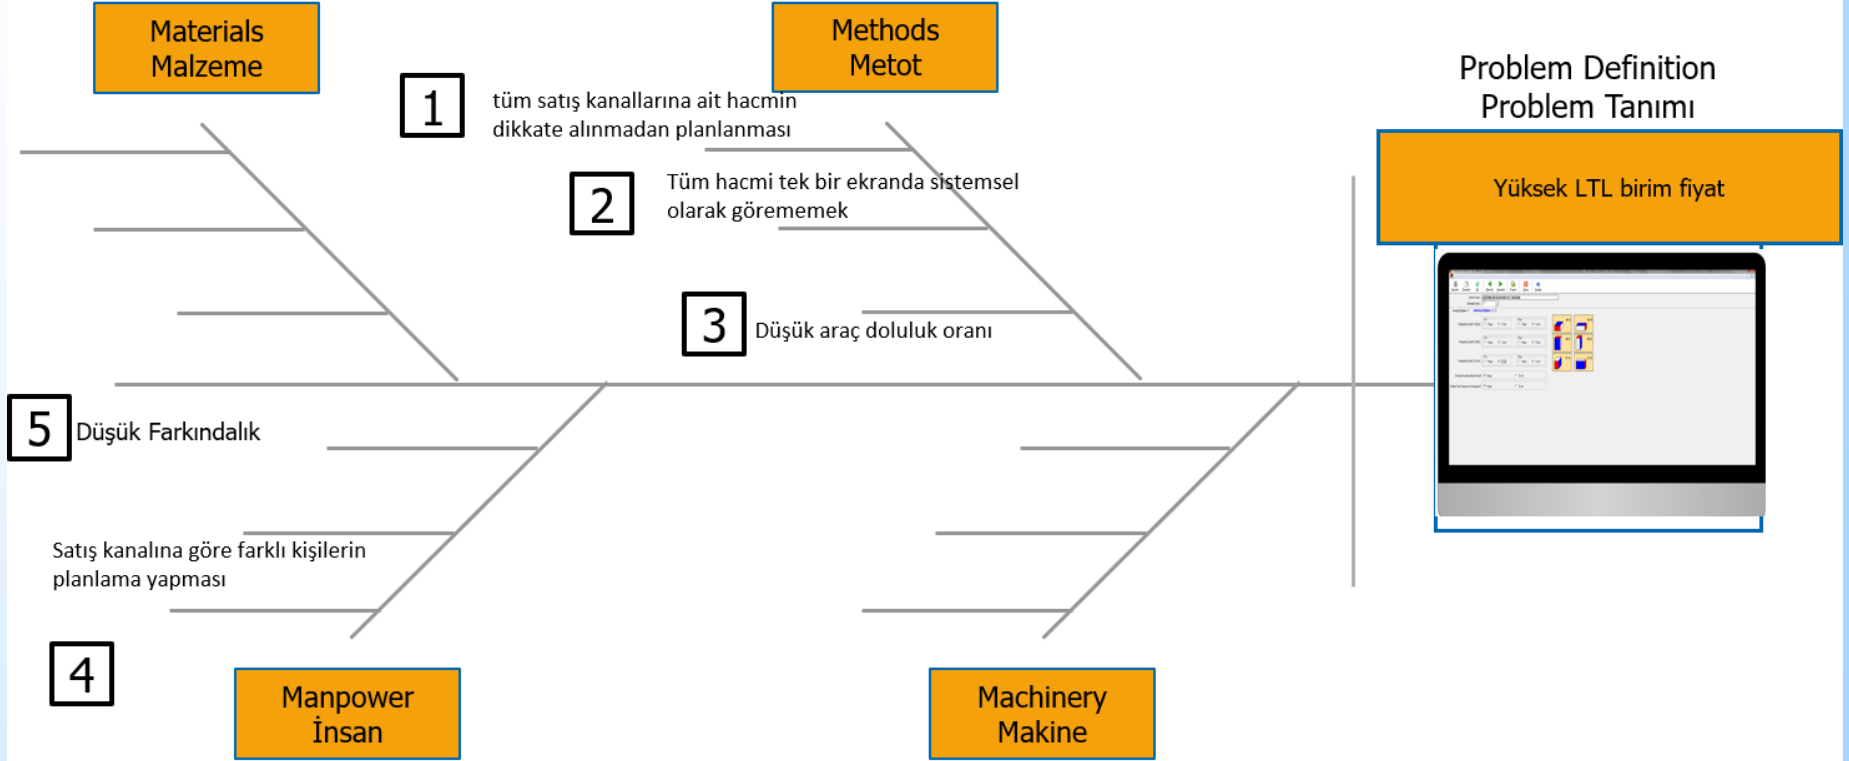 Materials
Malzeme
Methods
Metot
Problem Definition
Problem Tanımı
Yüksek LTL birim fiyat
1
tüm satış kanallarına ait hacmin
dikkate alınmadan planlanması
2
Tüm hacmi tek bir ekranda sistemsel
olarak görememek
3
Düşük araç doluluk oranı
5
Düşük Farkındalık
Satış kanalına göre farklı kişilerin
planlama yapması
4
Manpower
İnsan
Machinery
Makine